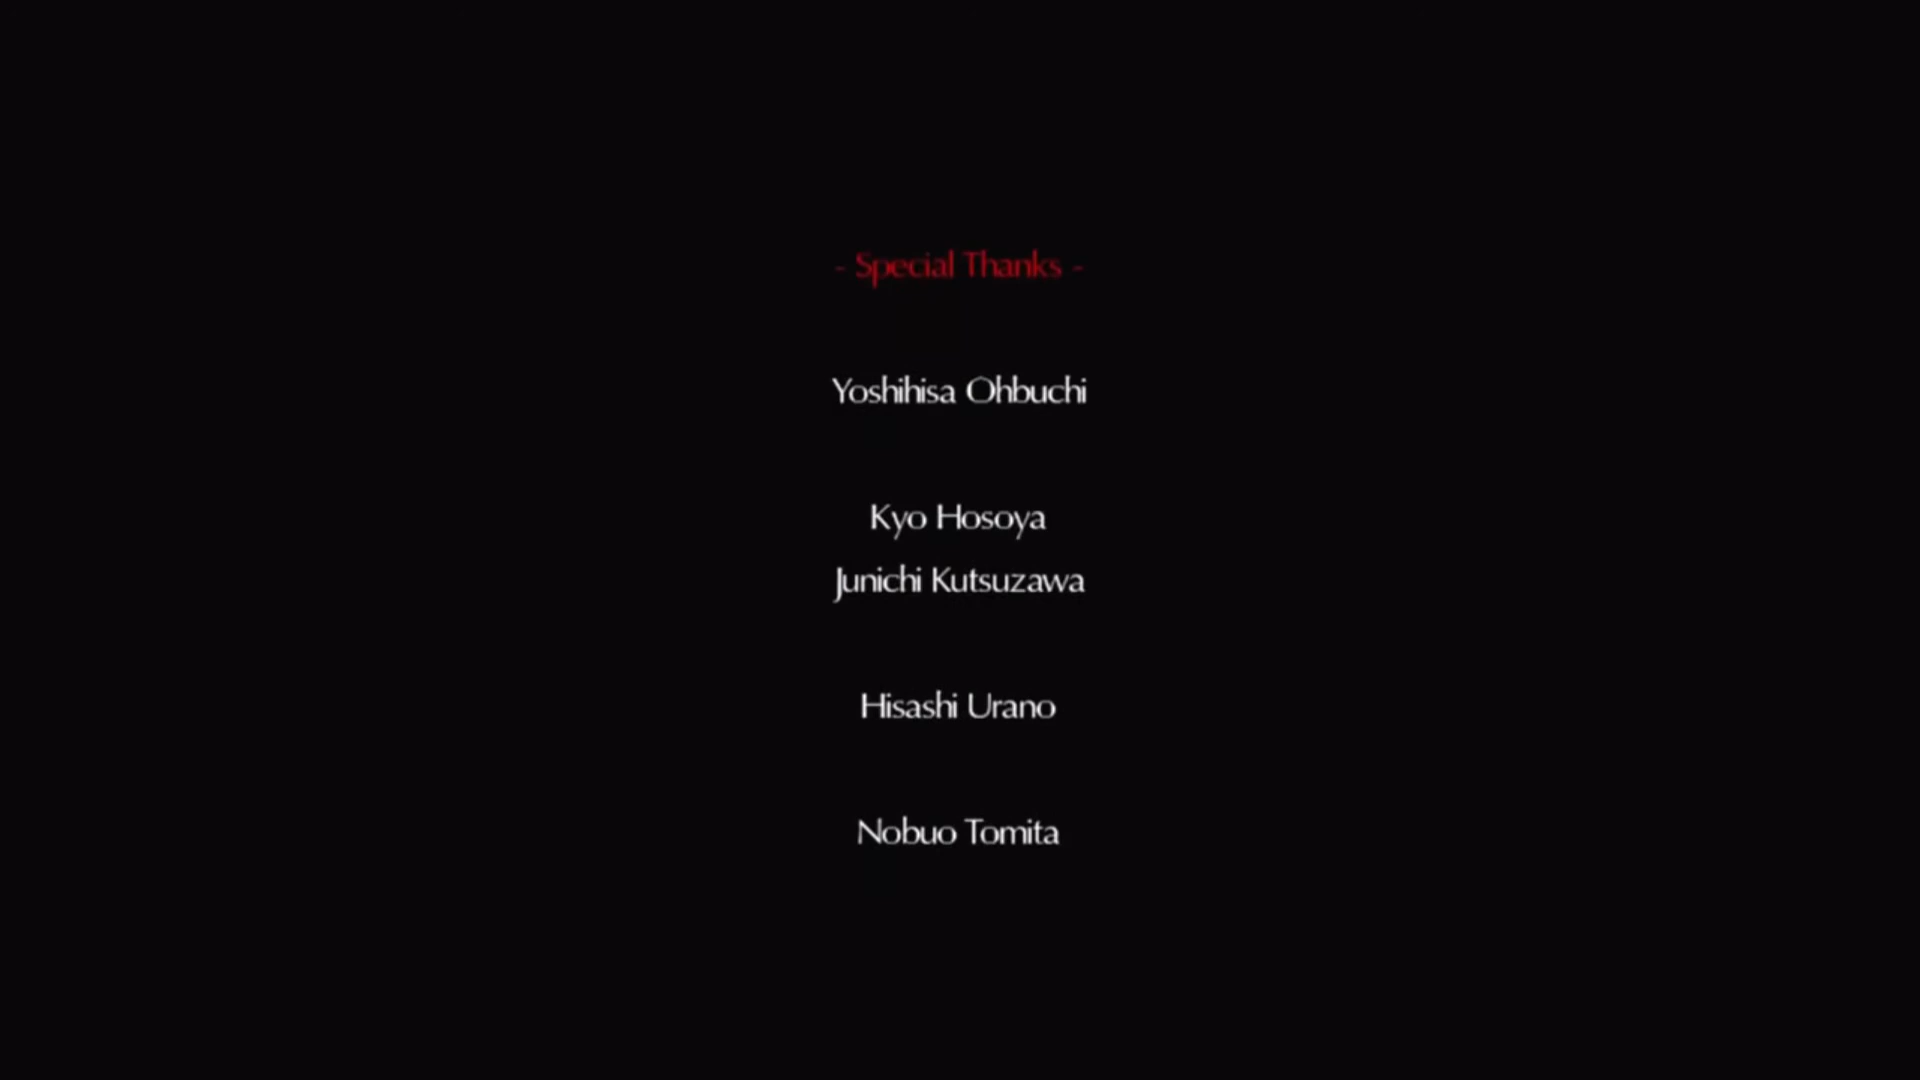 - Special Thanks -
Yoshihisa Ohbuchi
Kyo Hosoya
Junichi Kutsuzawa
Hisashi Urano
Nobuo Tomita